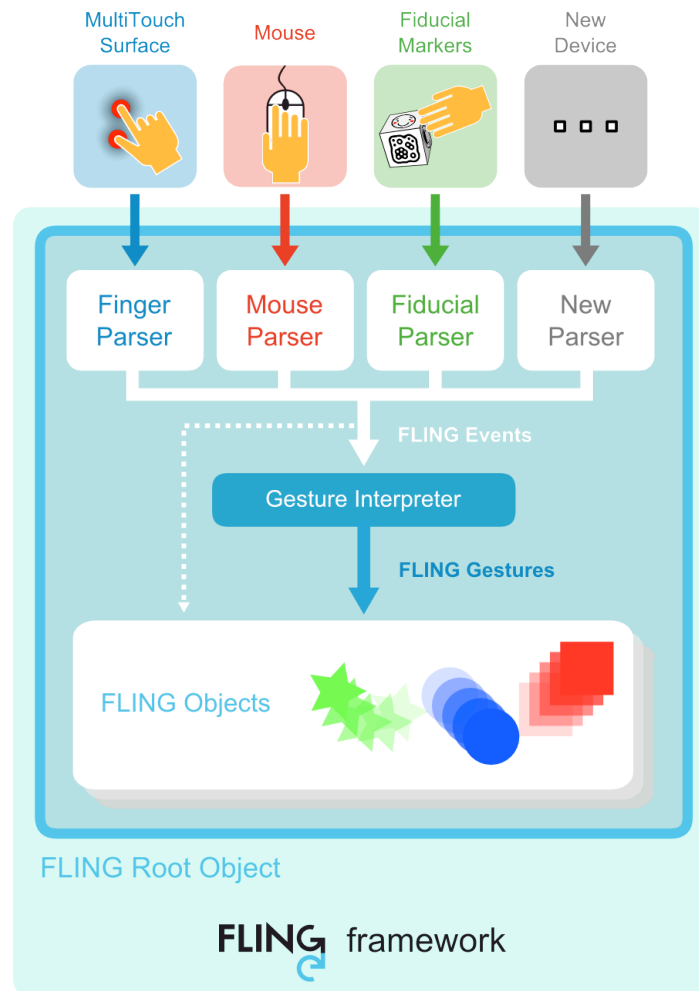 MultiTouch
Surface
Mouse
Fiducial
Markers
New
Device
Finger
Parser
Mouse
Parser
Fiducial
Parser
New
Parser
FLING Events
Gesture Interpreter
FLING Gestures
FLING Objects
FLING Root Object
FLING framework